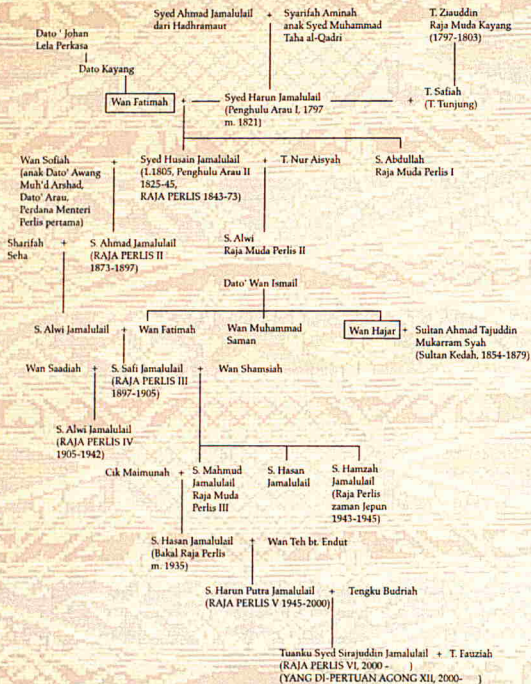 Dato ' Johan
Lela Perkasa
Dato Kayang
Syed Ahmad Jamalulail + Syarifah Aminah
dari Hadhramaut
anak Syed Muhammad
Taha al-Qadri
T. Ziauddin
Raja Muda Kayang
(1797-1803)
Wan Fatimah + Syed Harun Jamalulail + T. Safiah
(Penghulu Arau I, 1797
m. 1821)
(T. Tunjung)
Wan Sofiah +
(anak Dato' Awang
Muh'd Arshad,
Dato' Arau,
Perdana Menteri
Perlis pertama)
Syed Husain Jamalulail + T. Nur Aisyah
(1.1805, Penghulu Arau II
1825-45,
RAJA PERLIS 1843-73)
S. Abdullah
Raja Muda Perlis I
Sharifah +
Seha
S. Ahmad Jamalulail
(RAJA PERLIS II
1873-1897)
S. Alwi
Raja Muda Perlis II
Dato' Wan Ismail
S. Alwi Jamalulail + Wan Fatimah
Wan Muhammad
Saman
Wan Hajar + Sultan Ahmad Tajuddin
Mukarram Syah
(Sultan Kedah, 1854-1879)
Wan Saadiah + S. Safi Jamalulail + Wan Shamsiah
(RAJA PERLIS III
1897-1905)
S. Alwi Jamalulail
(RAJA PERLIS IV
1905-1942)
Cik Maimunah + S. Mahmud
Jamalulail
Raja Muda
Perlis III
S. Hasan
Jamalulail
S. Hamzah
Jamalulail
(Raja Perlis
zaman Jepun
1943-1945)
S. Hasan Jamalulail + Wan Teh bt. Endut
(Bakal Raja Perlis
m. 1935)
S. Harun Putra Jamalulail + Tengku Budriah
(RAJA PERLIS V 1945-2000)
Tuanku Syed Sirajuddin Jamalulail + T. Fauziah
(RAJA PERLIS VI, 2000 - )
(YANG DI-PERTUAN AGONG XII, 2000- )